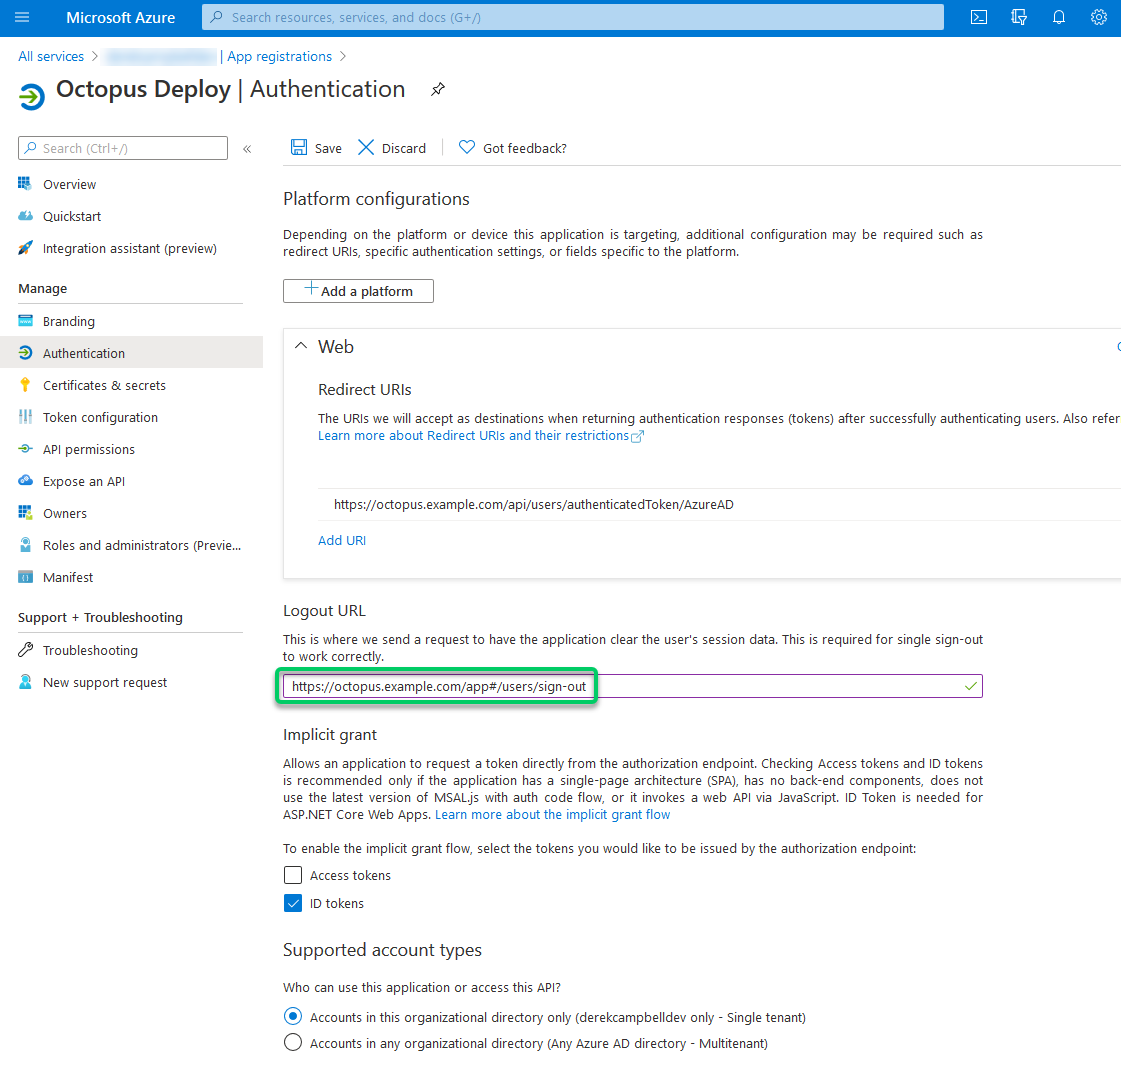 Microsoft Azure
Search resources, services, and docs (G+/)
All services > | App registrations >
Octopus Deploy | Authentication
Search (Ctrl+/)
«
Overview
Quickstart
Integration assistant (preview)
Manage
Branding
Authentication
Certificates & secrets
Token configuration
API permissions
Expose an API
Owners
Roles and administrators (Previe...
Manifest
Support + Troubleshooting
Troubleshooting
New support request
Save
Discard
Got feedback?
Platform configurations
Depending on the platform or device this application is targeting, additional configuration may be required such as
redirect URIs, specific authentication settings, or fields specific to the platform.
Add a platform
Web
Redirect URIs
The URIs we will accept as destinations when returning authentication responses (tokens) after successfully authenticating users. Also refer
Learn more about Redirect URIs and their restrictions
https://octopus.example.com/api/users/authenticatedToken/AzureAD
Add URI
Logout URL
This is where we send a request to have the application clear the user's session data. This is required for single sign-out
to work correctly.
https://octopus.example.com/app#/users/sign-out
Implicit grant
Allows an application to request a token directly from the authorization endpoint. Checking Access tokens and ID tokens
is recommended only if the application has a single-page architecture (SPA), has no back-end components, does not
use the latest version of MSAL.js with auth code flow, or it invokes a web API via JavaScript. ID Token is needed for
ASP.NET Core Web Apps. Learn more about the implicit grant flow
To enable the implicit grant flow, select the tokens you would like to be issued by the authorization endpoint:
Access tokens
ID tokens
Supported account types
Who can use this application or access this API?
Accounts in this organizational directory only (derekcampbelldev only - Single tenant)
Accounts in any organizational directory (Any Azure AD directory - Multitenant)